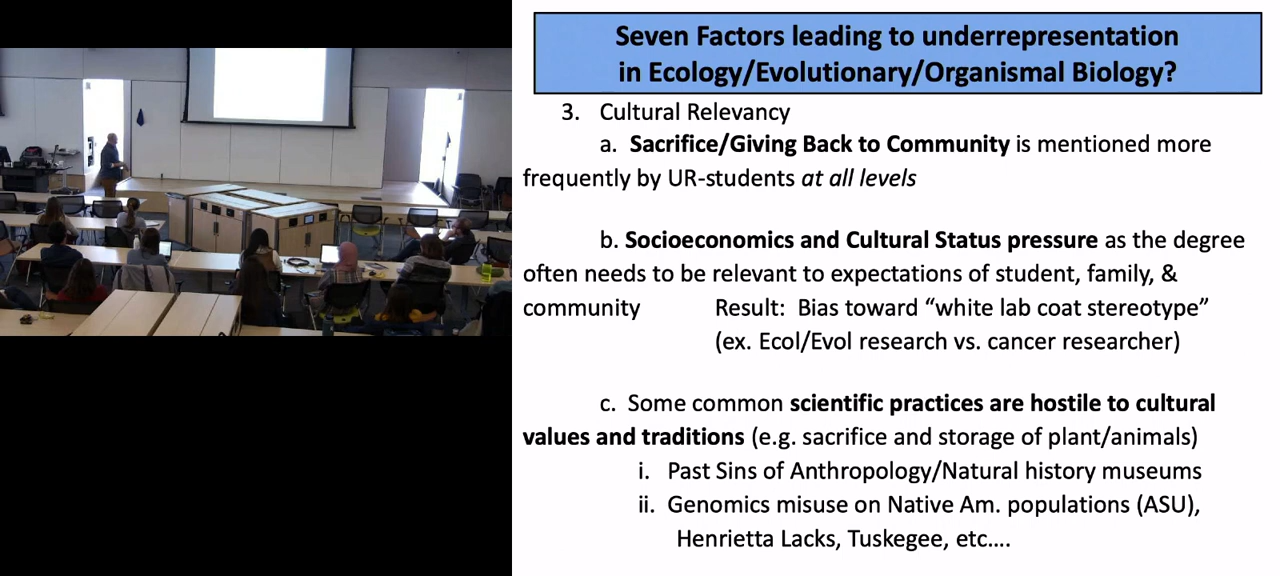 Seven Factors leading to underrepresentation
in Ecology/Evolutionary/Organismal Biology?
3. Cultural Relevancy
a. Sacrifice/Giving Back to Community is mentioned more
frequently by UR-students at all levels
b. Socioeconomics and Cultural Status pressure as the degree
often needs to be relevant to expectations of student, family, &
community Result: Bias toward “white lab coat stereotype”
(ex. Ecol/Evol research vs. cancer researcher)
c. Some common scientific practices are hostile to cultural
values and traditions (e.g. sacrifice and storage of plant/animals)
i. Past Sins of Anthropology/Natural history museums
ii. Genomics misuse on Native Am. populations (ASU),
Henrietta Lacks, Tuskegee, etc....